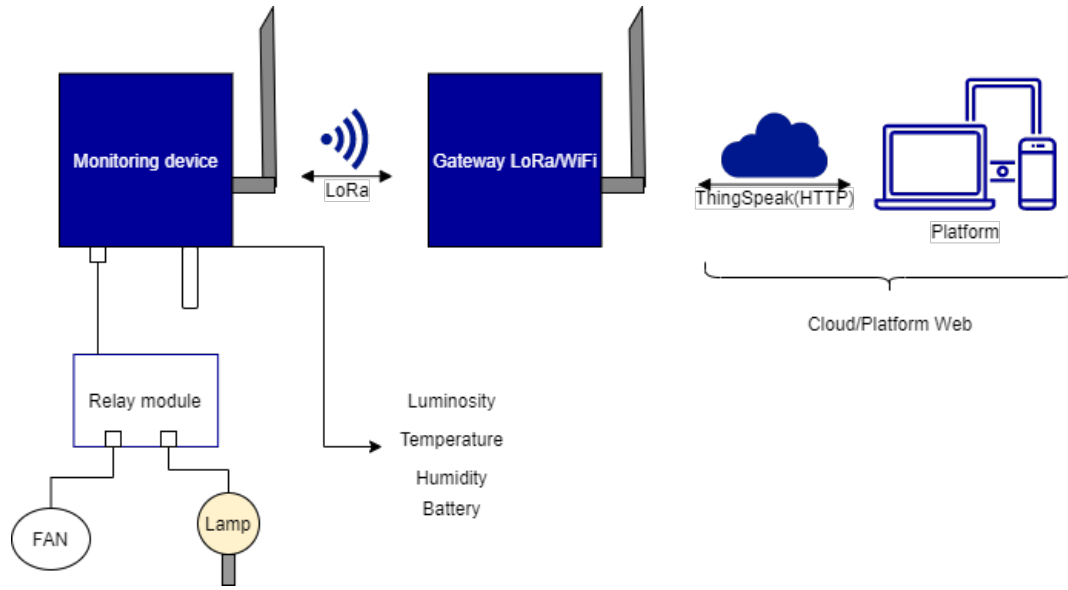 Monitoring device
LoRa
Gateway LoRa/WiFi
ThingSpeak(HTTP)
Platform
Cloud/Platform Web
Relay module
FAN
Lamp
Luminosity
Temperature
Humidity
Battery